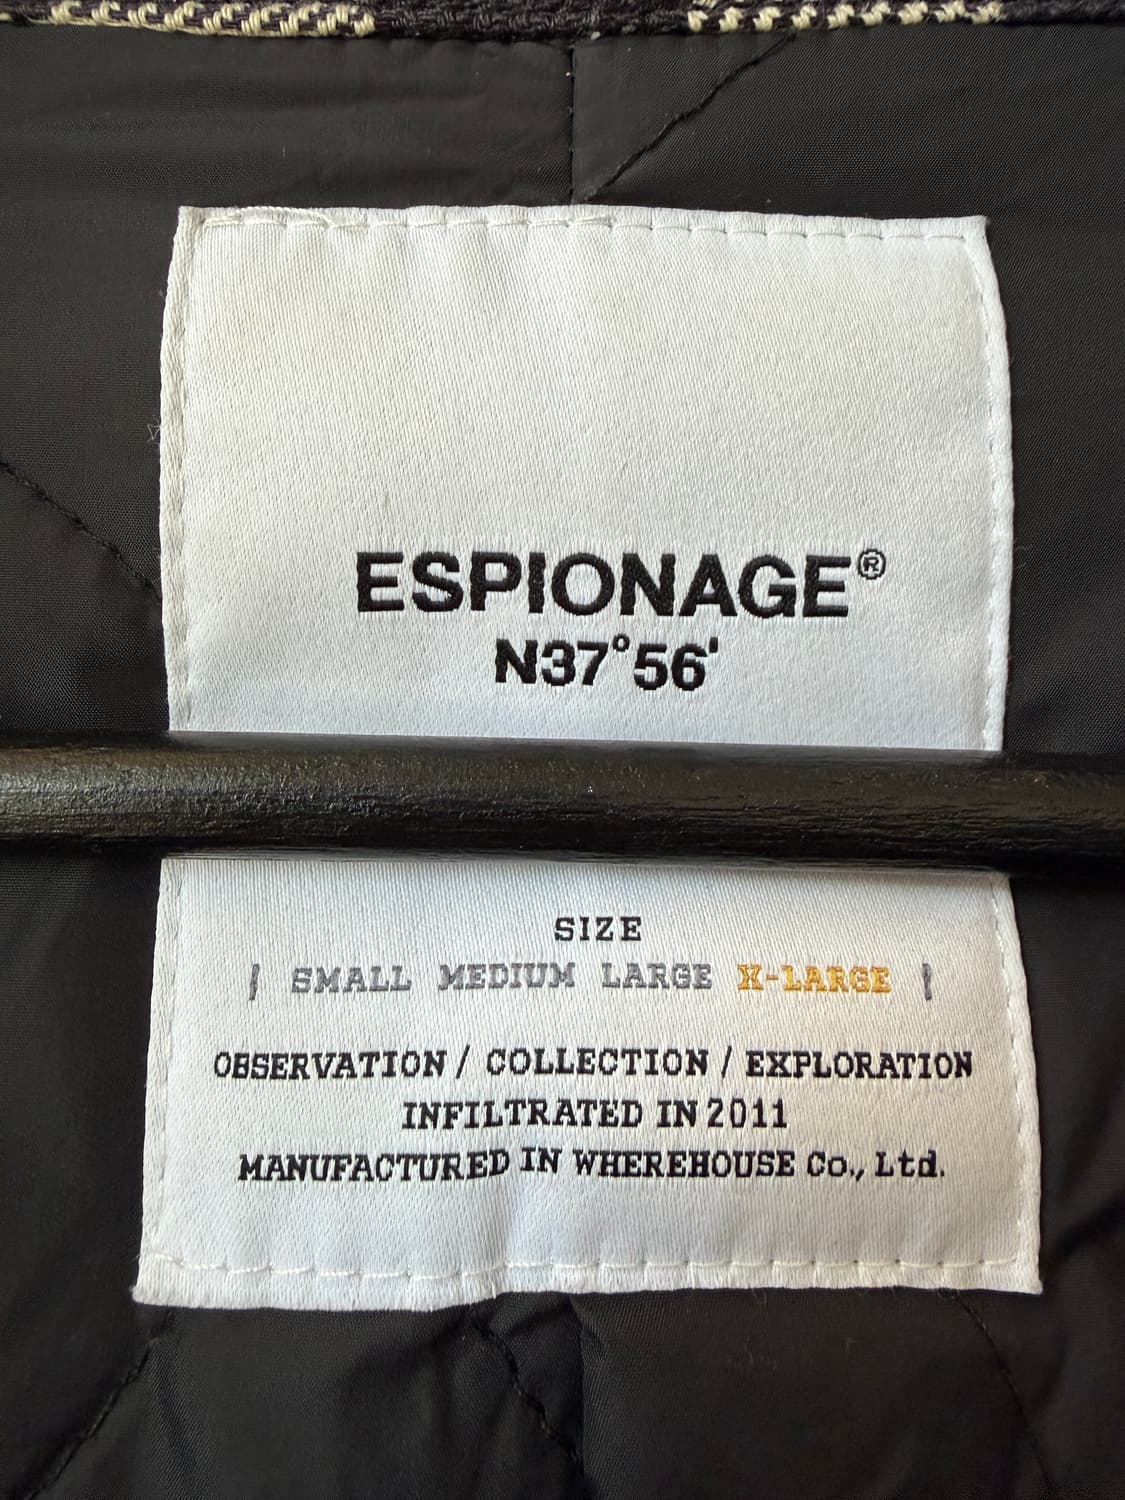 ESPIONAGE®
N37°56'
SIZE
| SMALL MEDIUM LARGE X-LARGE |
OBSERVATION / COLLECTION / EXPLORATION
INFILTRATED IN 2011
MANUFACTURED IN WHEREHOUSE Co., Ltd.